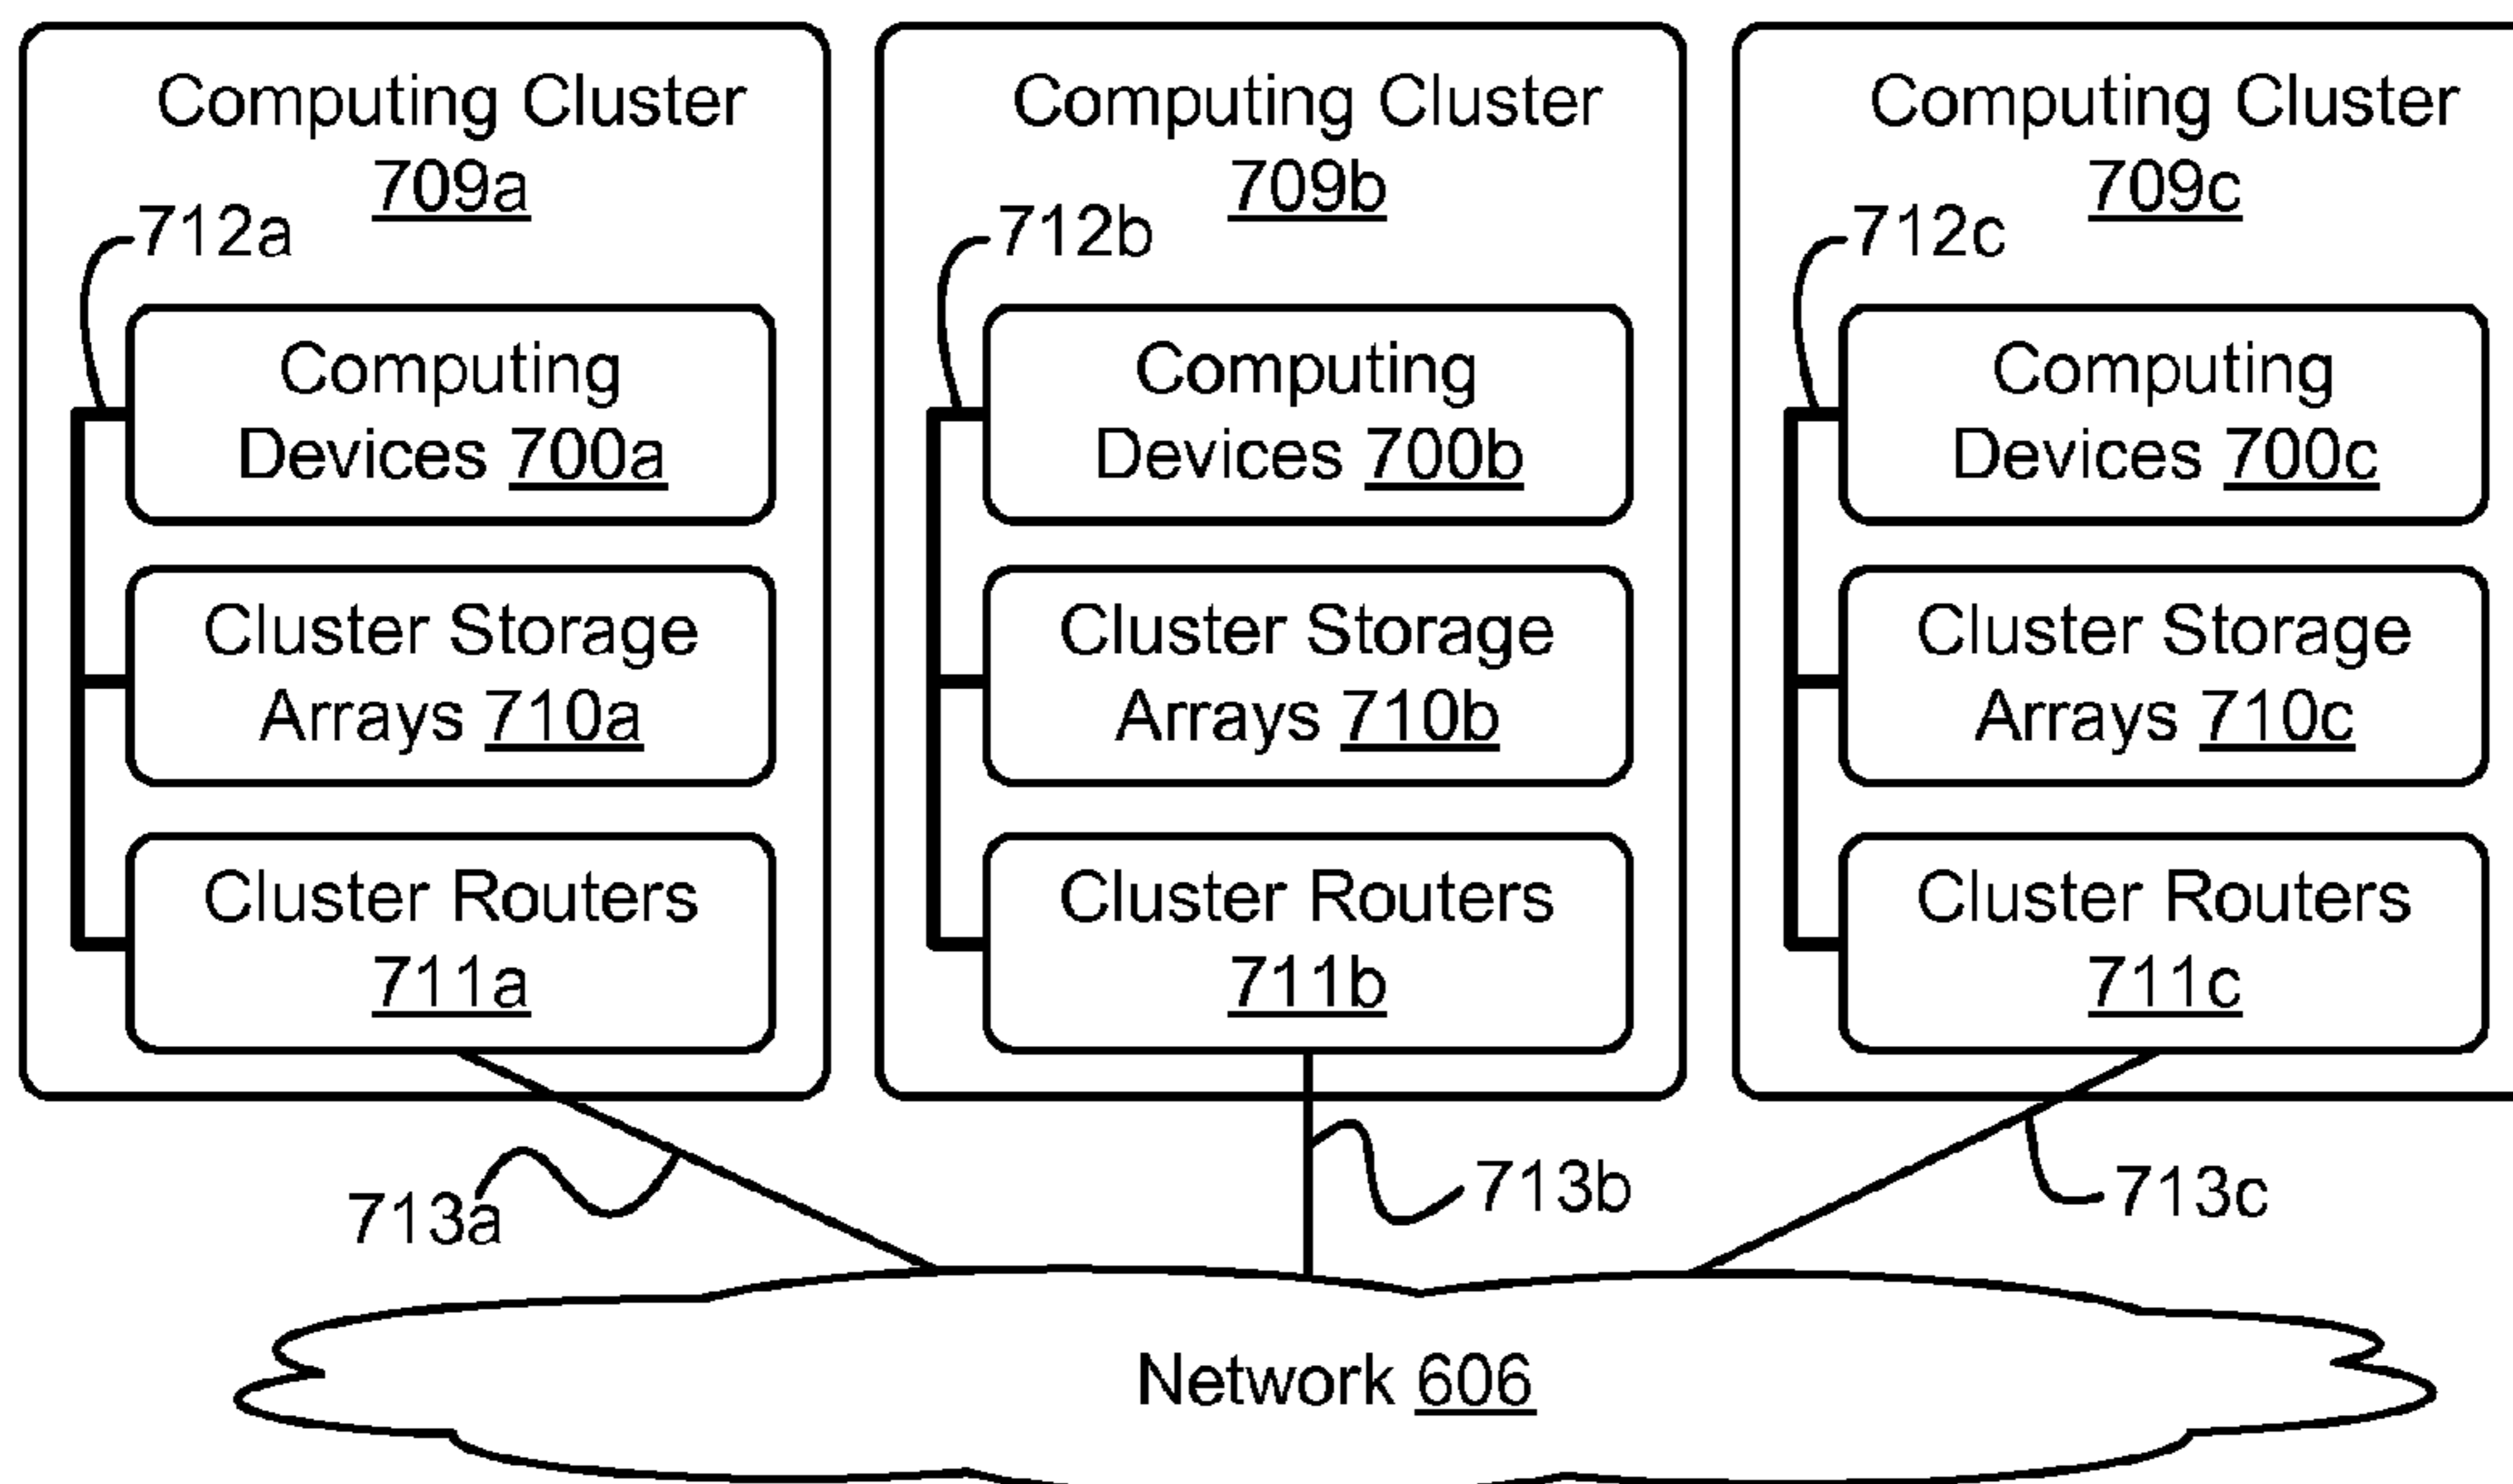 Computing Cluster
709a
712a
Computing
Devices 700a
Cluster Storage
Arrays 710a
Cluster Routers
711a
Computing Cluster
709b
712b
Computing
Devices 700b
Cluster Storage
Arrays 710b
Cluster Routers
711b
Computing Cluster
709c
712c
Computing
Devices 700c
Cluster Storage
Arrays 710c
Cluster Routers
711c
713a
713b
713c
Network 606